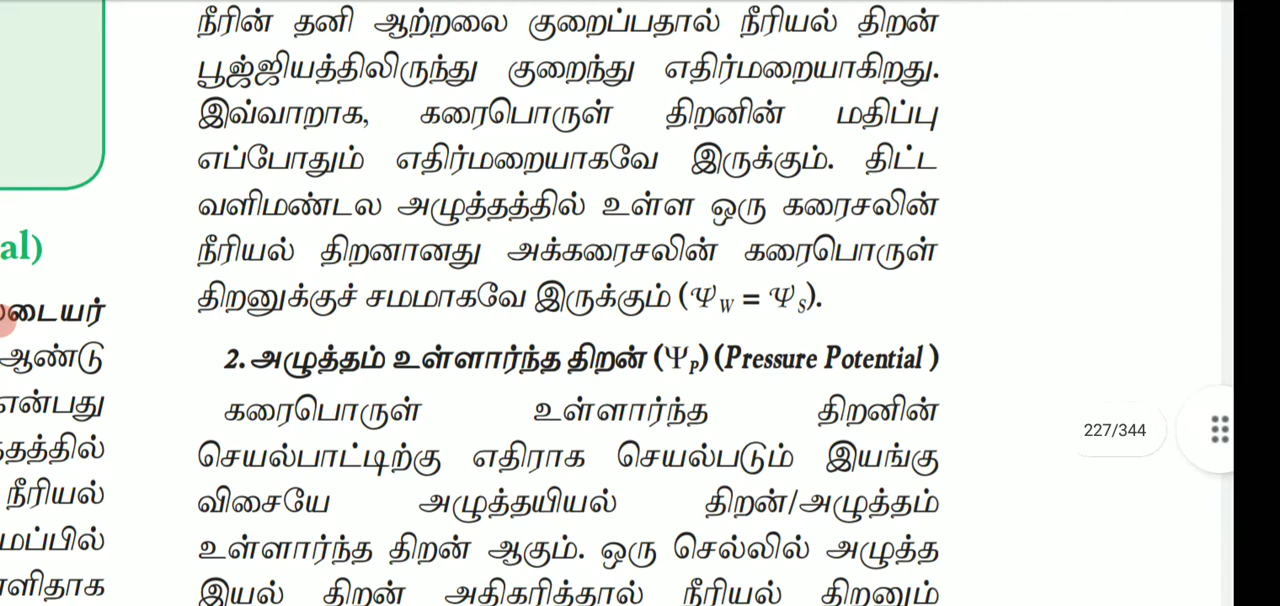 al)
டையர்
ஆண்டு
என்பது
தத்தில்
நீரியல்
மப்பில்
ளிதாக
நீரின் தனி ஆற்றலை குறைப்பதால் நீரியல் திறன்
பூஜ்ஜியத்திலிருந்து குறைந்து எதிர்மறையாகிறது.
இவ்வாறாக, கரைபொருள் திறனின் மதிப்பு
எப்போதும் எதிர்மறையாகவே இருக்கும். திட்ட
வளிமண்டல அழுத்தத்தில் உள்ள ஒரு கரைசலின்
நீரியல் திறனானது அக்கரைசலின் கரைபொருள்
திறனுக்குச் சமமாகவே இருக்கும் (Ψw = Ψs).
2. அழுத்தம் உள்ளார்ந்த திறன் (Ψp) (Pressure Potential )
கரைபொருள் உள்ளார்ந்த திறனின்
செயல்பாட்டிற்கு எதிராக செயல்படும் இயங்கு
விசையே அழுத்தயியல் திறன்/அழுத்தம்
உள்ளார்ந்த திறன் ஆகும். ஒரு செல்லில் அழுத்த
இயல் திறன் அதிகரித்தால் நீரியல் திறனும்
227/344